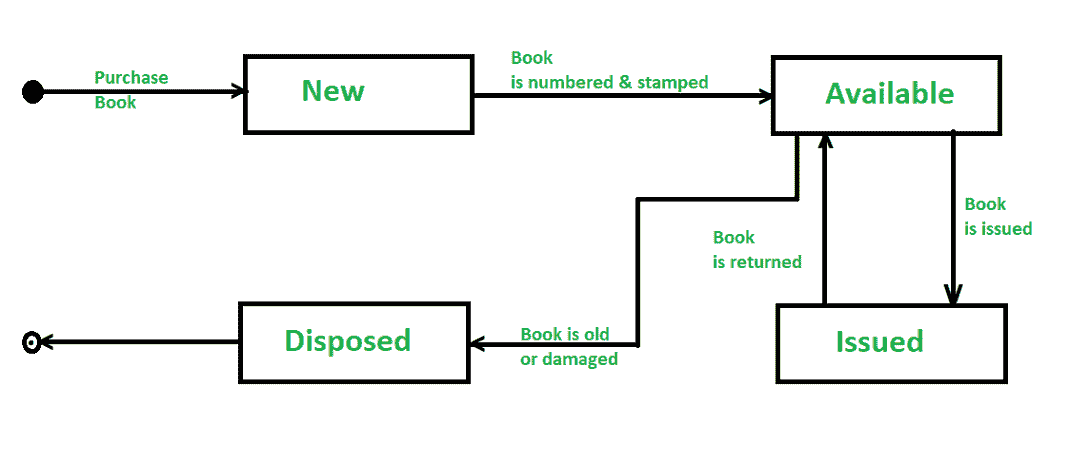 Purchase
Book
New
Book
is numbered & stamped
Available
Book
is issued
Book
is returned
Issued
Book is old
or damaged
Disposed